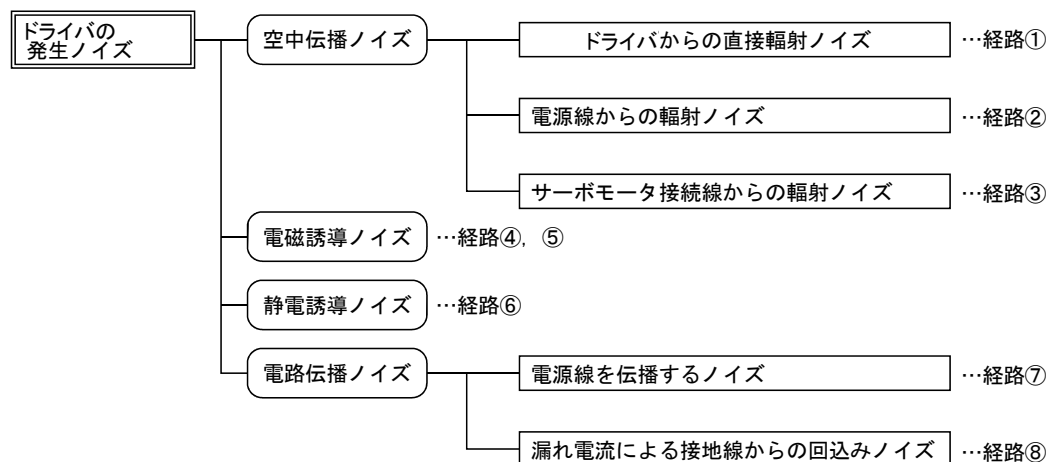 ドライバの
発生ノイズ
空中伝播ノイズ
ドライバからの直接輻射ノイズ
…経路①
電源線からの輻射ノイズ
…経路②
サーボモータ接続線からの輻射ノイズ
…経路③
電磁誘導ノイズ
…経路④，⑤
静電誘導ノイズ
…経路⑥
電路伝播ノイズ
電源線を伝播するノイズ
…経路⑦
漏れ電流による接地線からの回込みノイズ
…経路⑧